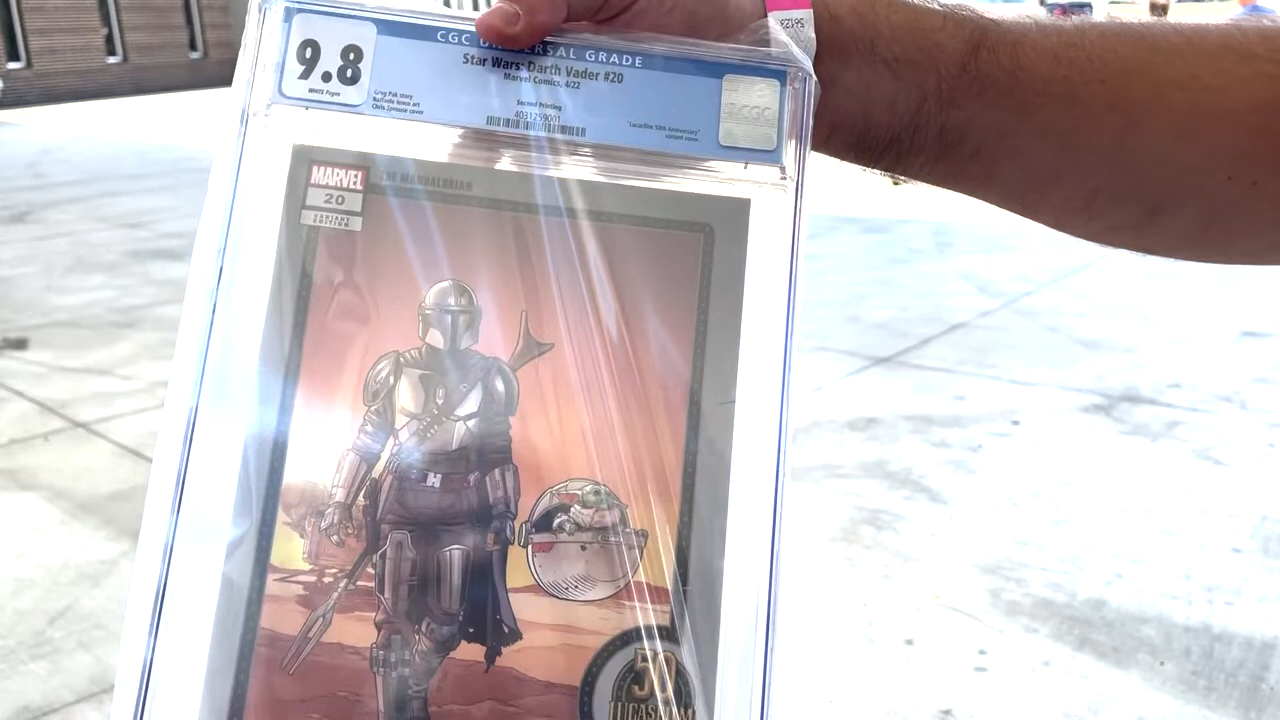 CGC UNIVERSAL GRADE
9.8
WHITE Pages
Star Wars: Darth Vader #20
Marvel Comics, 4/22
Greg Pak story
Raffaele Ienco art
Chris Sprouse cover
Second Printing
4031259001
"Lucasfilm 50th Anniversary"
variant cover.
CGC
56123
MARVEL
20
VARIANT
EDITION
THE MANDALORIAN
50
LUCASFILM